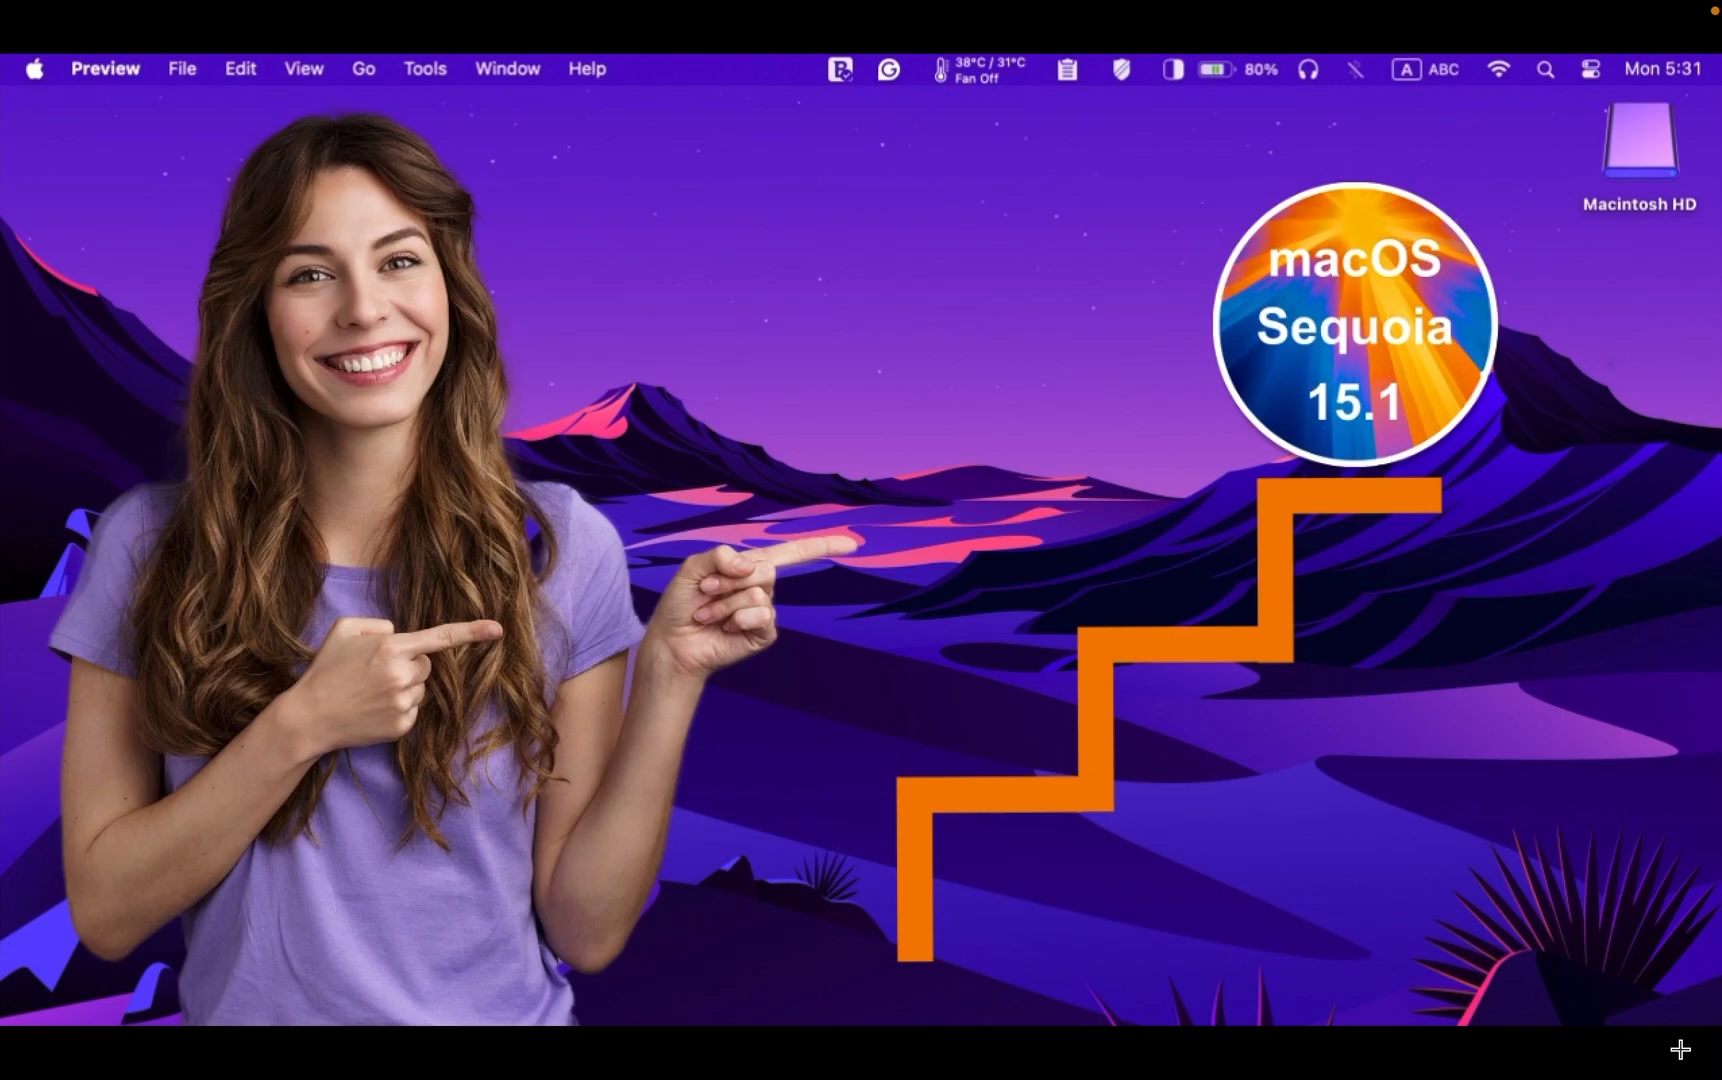 Preview File Edit View Go Tools Window Help 38°C / 31°C 80% A ABC Mon 5:31
Fan Off
Macintosh HD
macOS
Sequoia
15.1